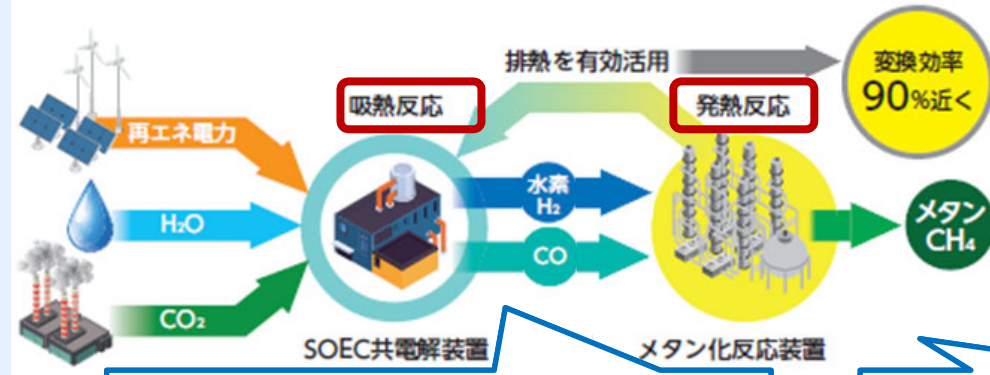 排熱を有効活用
変換効率
90%近く
吸熱反応
発熱反応
再エネ電力
H₂O
CO₂
水素
H₂
CO
メタン
CH₄
SOEC共電解装置
メタン化反応装置